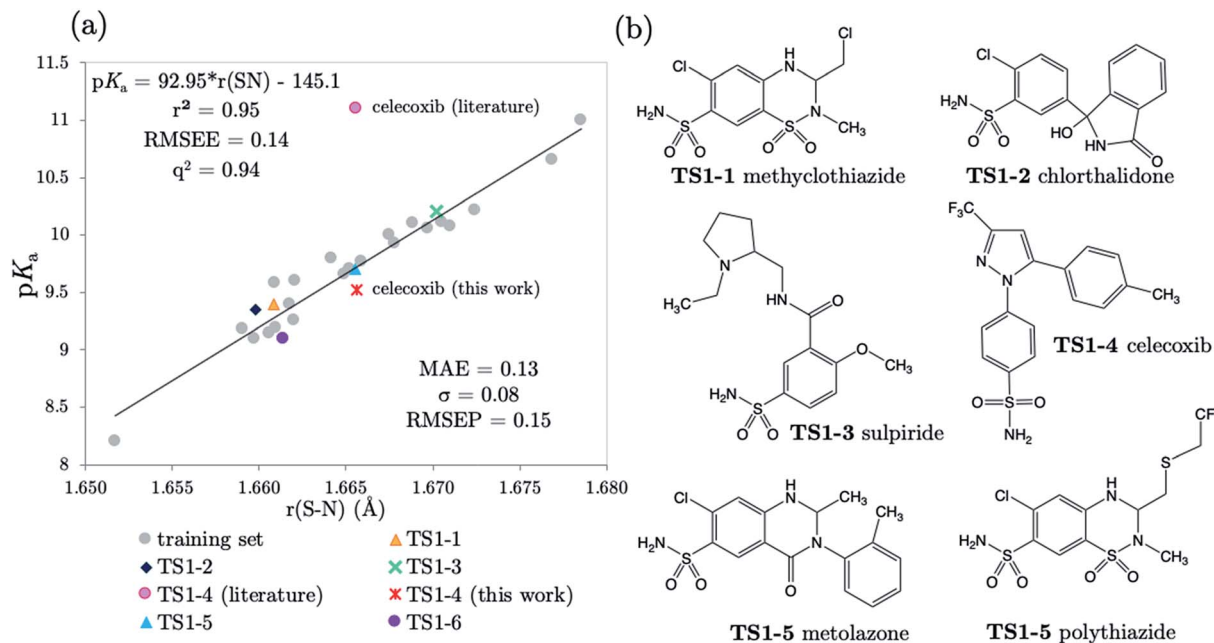 (a)
11.5
11
10.5
10
9.5
9
8.5
8
pKa
pKa = 92.95*r(SN) - 145.1
r² = 0.95
RMSEE = 0.14
q² = 0.94
celecoxib (literature)
celecoxib (this work)
MAE = 0.13
σ = 0.08
RMSEP = 0.15
1.650 1.655 1.660 1.665 1.670 1.675 1.680
r(S-N) (Å)
training set
TS1-1
TS1-2
TS1-3
TS1-4 (literature)
TS1-4 (this work)
TS1-5
TS1-6
(b)
Cl
Cl
H
N
H₂N
S
O O
S
O O
N
CH₃
TS1-1 methyclothiazide
Cl
H₂N
S
O
O
HO
NH
O
TS1-2 chlorthalidone
N
H₃C
NH
O
O
CH₃
H₂N
S
O O
TS1-3 sulpiride
F₃C
N
N
CH₃
O=S=O
NH₂
TS1-4 celecoxib
Cl
H
N
CH₃
CH₃
N
H₂N
S
O O
O
TS1-5 metolazone
CF
S
Cl
H
N
H₂N
S
O O
S
O O
N
CH₃
TS1-5 polythiazide